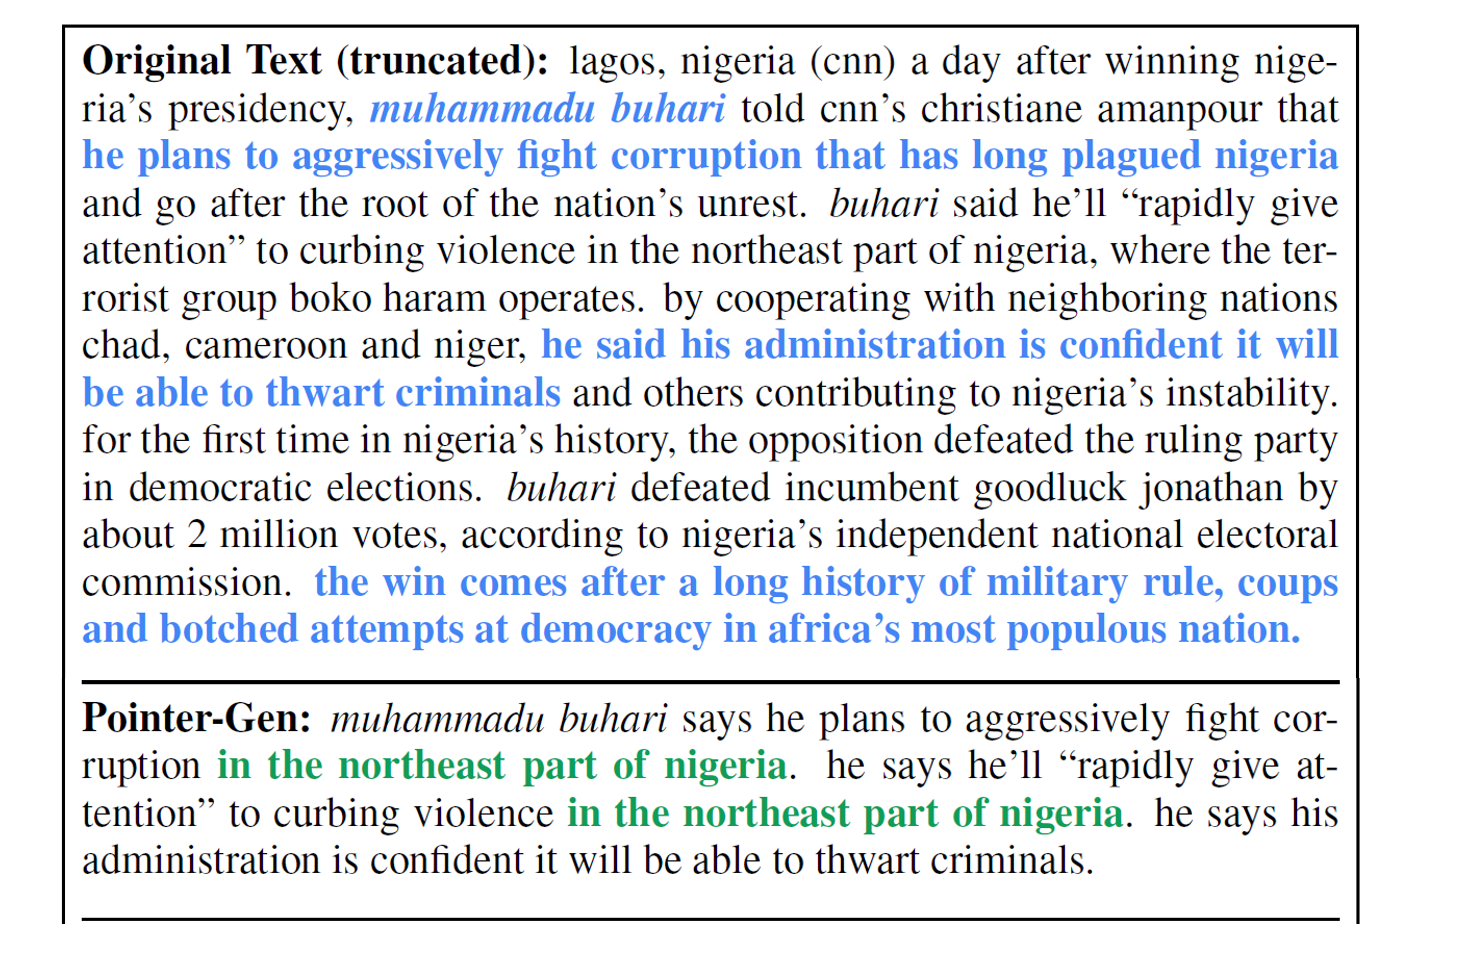 Original Text (truncated): lagos, nigeria (cnn) a day after winning nige-
ria’s presidency, muhammadu buhari told cnn’s christiane amanpour that
he plans to aggressively fight corruption that has long plagued nigeria
and go after the root of the nation’s unrest. buhari said he’ll “rapidly give
attention” to curbing violence in the northeast part of nigeria, where the ter-
rorist group boko haram operates. by cooperating with neighboring nations
chad, cameroon and niger, he said his administration is confident it will
be able to thwart criminals and others contributing to nigeria’s instability.
for the first time in nigeria’s history, the opposition defeated the ruling party
in democratic elections. buhari defeated incumbent goodluck jonathan by
about 2 million votes, according to nigeria’s independent national electoral
commission. the win comes after a long history of military rule, coups
and botched attempts at democracy in africa’s most populous nation.
Pointer-Gen: muhammadu buhari says he plans to aggressively fight cor-
ruption in the northeast part of nigeria. he says he’ll “rapidly give at-
tention” to curbing violence in the northeast part of nigeria. he says his
administration is confident it will be able to thwart criminals.